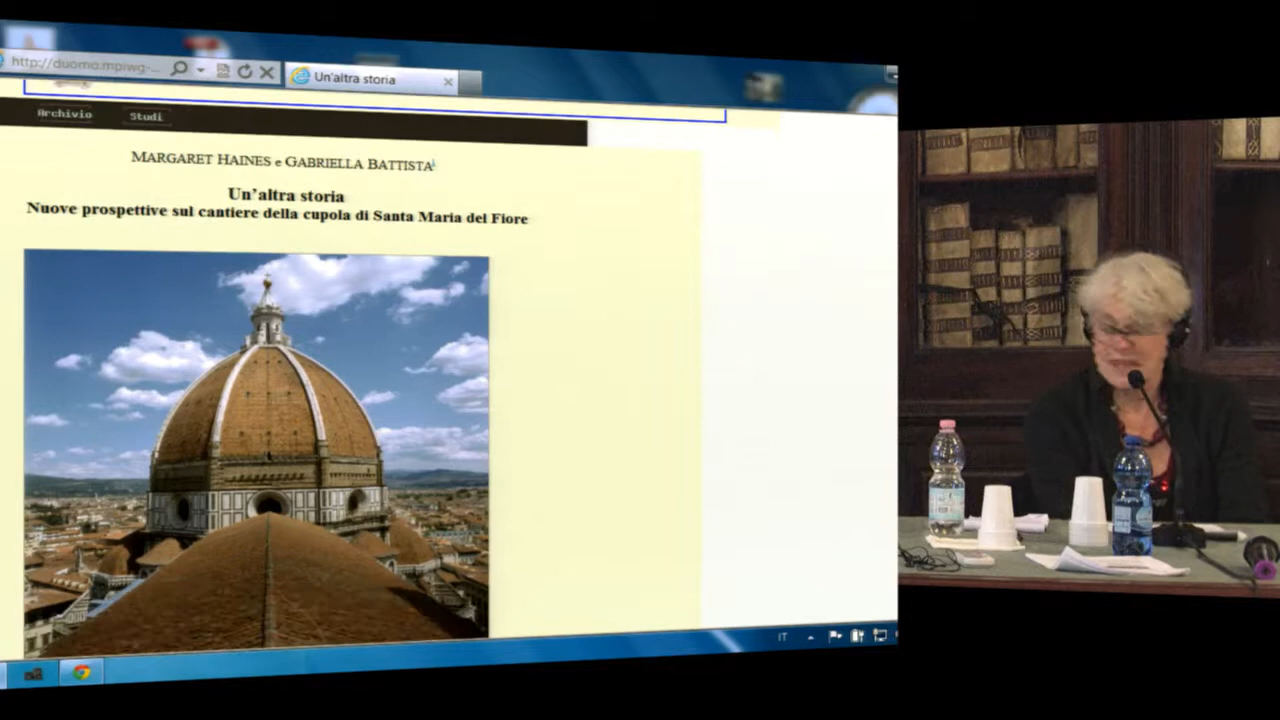 http://duomo.mpiwg-...
Un'altra storia
Archivio
Studi
MARGARET HAINES e GABRIELLA BATTISTA
Un'altra storia
Nuove prospettive sul cantiere della cupola di Santa Maria del Fiore
IT